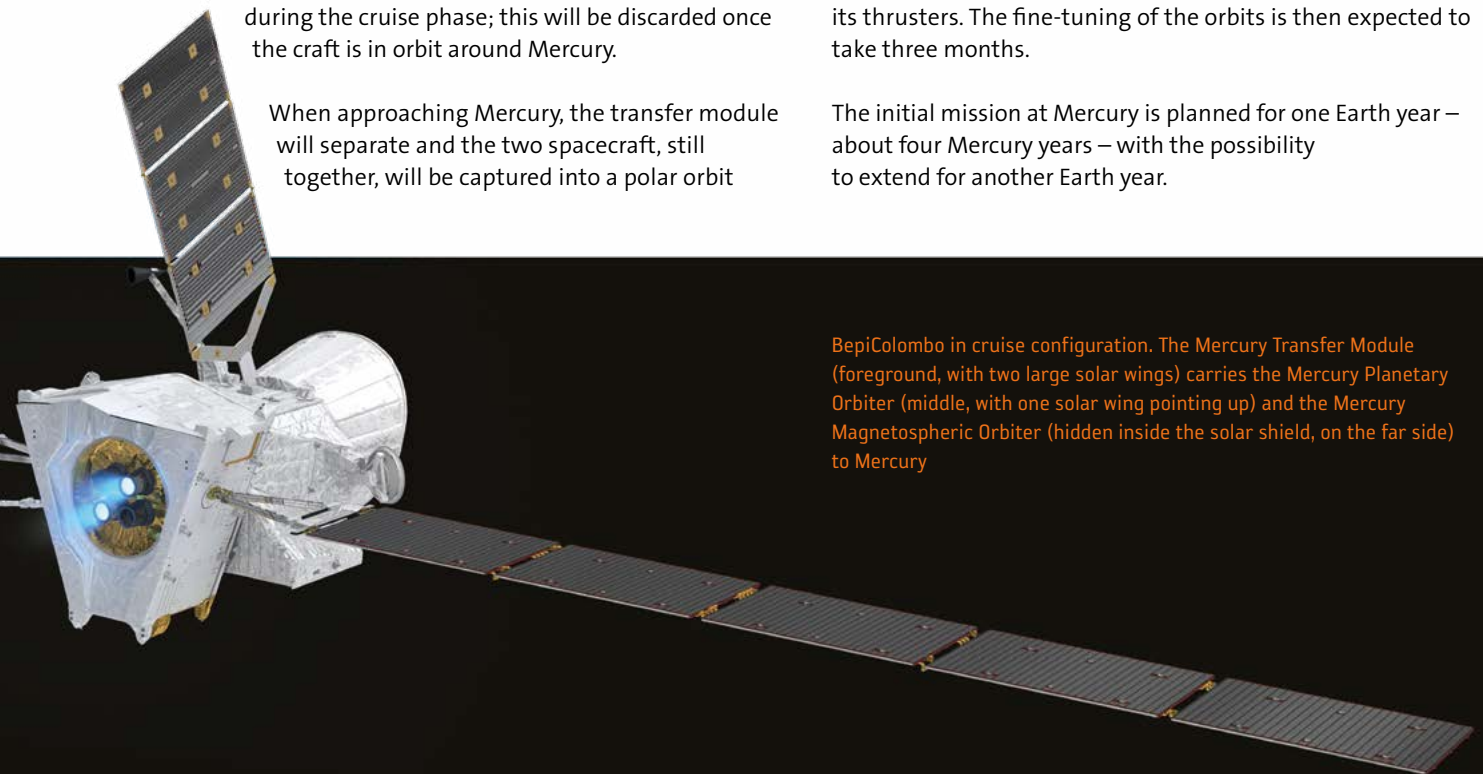 during the cruise phase; this will be discarded once
the craft is in orbit around Mercury.
When approaching Mercury, the transfer module
will separate and the two spacecraft, still
together, will be captured into a polar orbit
its thrusters. The fine-tuning of the orbits is then expected to
take three months.
The initial mission at Mercury is planned for one Earth year –
about four Mercury years – with the possibility
to extend for another Earth year.
BepiColombo in cruise configuration. The Mercury Transfer Module
(foreground, with two large solar wings) carries the Mercury Planetary
Orbiter (middle, with one solar wing pointing up) and the Mercury
Magnetospheric Orbiter (hidden inside the solar shield, on the far side)
to Mercury